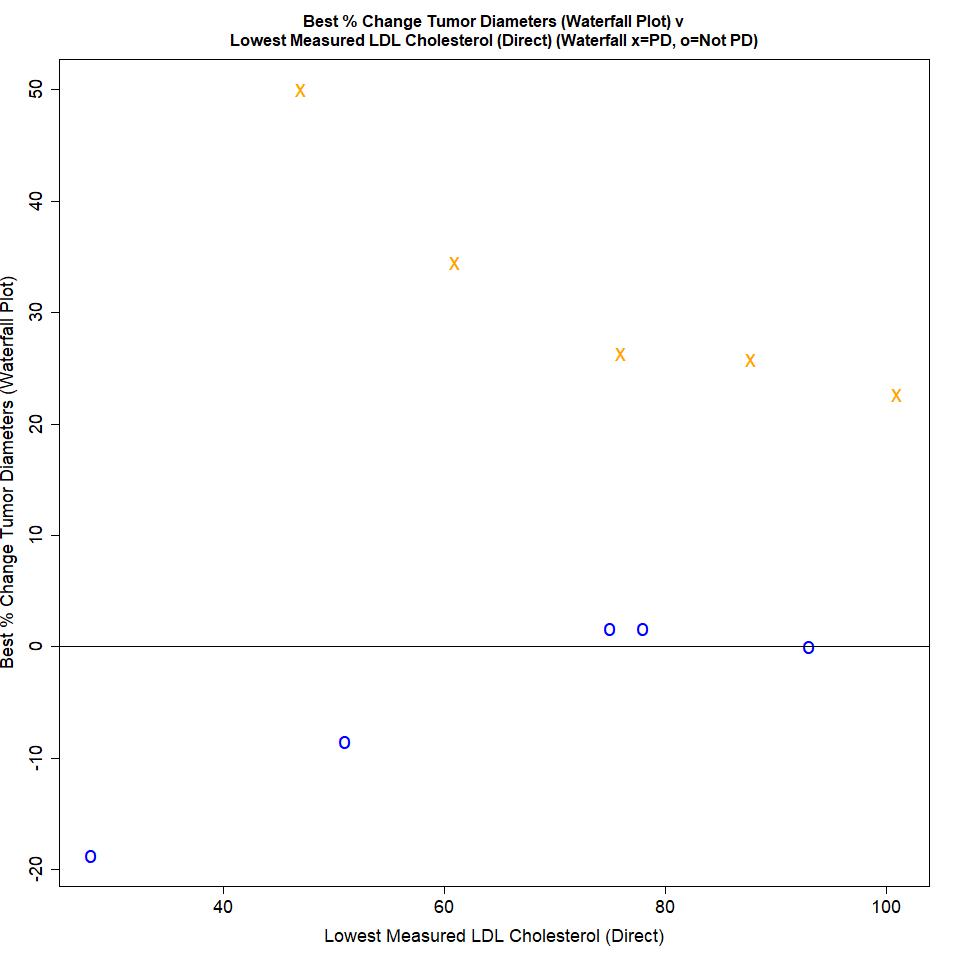 Best % Change Tumor Diameters (Waterfall Plot) v
Lowest Measured LDL Cholesterol (Direct) (Waterfall x=PD, o=Not PD)
Best % Change Tumor Diameters (Waterfall Plot)
50
40
30
20
10
0
-10
-20
X
X
X
X
X
O
O
O
O
O
40 60 80 100
Lowest Measured LDL Cholesterol (Direct)